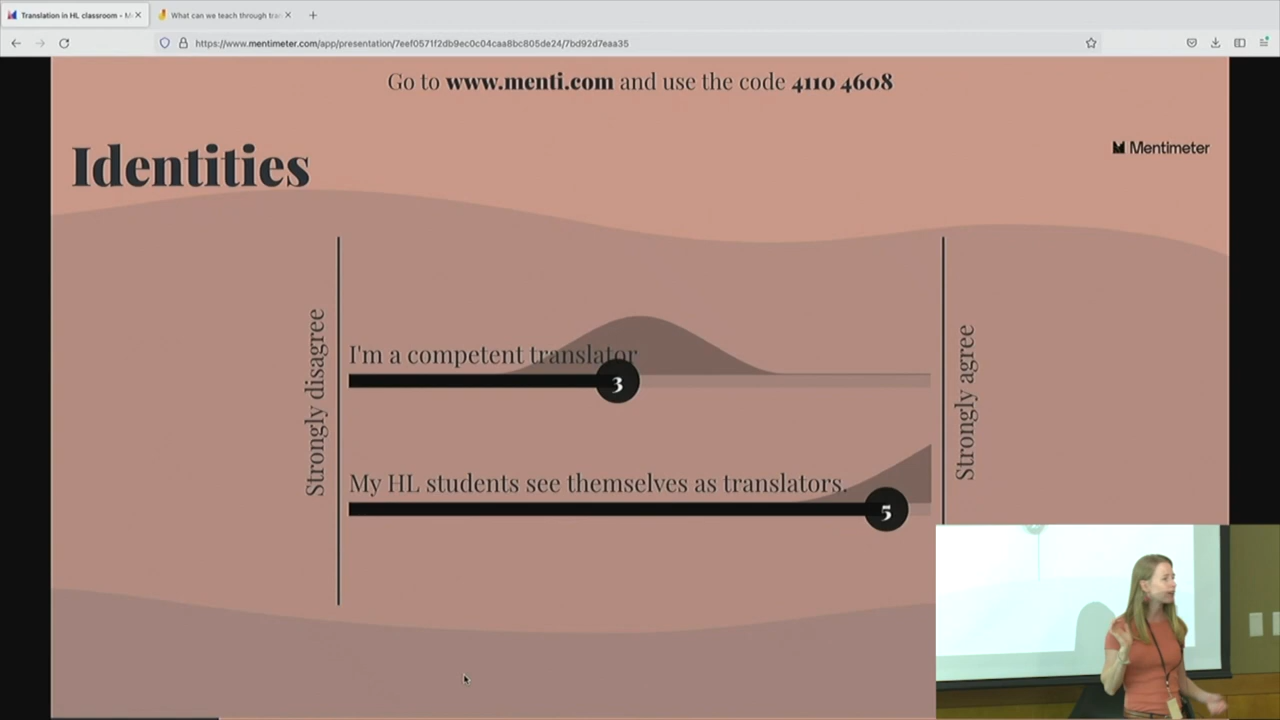 Translation in HL classroom - M
What can we teach through tran
https://www.mentimeter.com/app/presentation/7eef0571f2db9ec0c04caa8bc805de24/7bd92d7eaa35
Go to www.menti.com and use the code 4110 4608
Identities
Mentimeter
Strongly disagree
I'm a competent translator
3
My HL students see themselves as translators.
5
Strongly agree